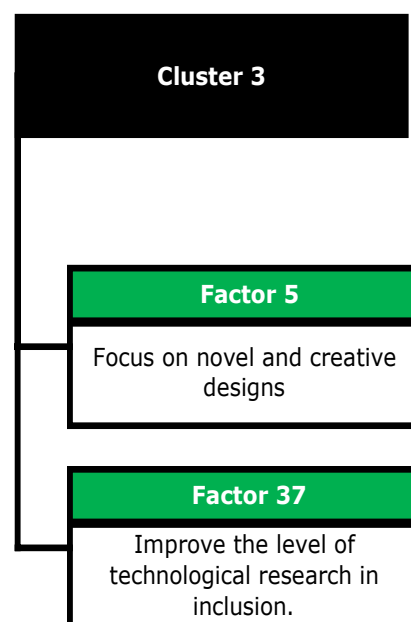 Cluster 3
Factor 5
Focus on novel and creative
designs
Factor 37
Improve the level of
technological research in
inclusion.